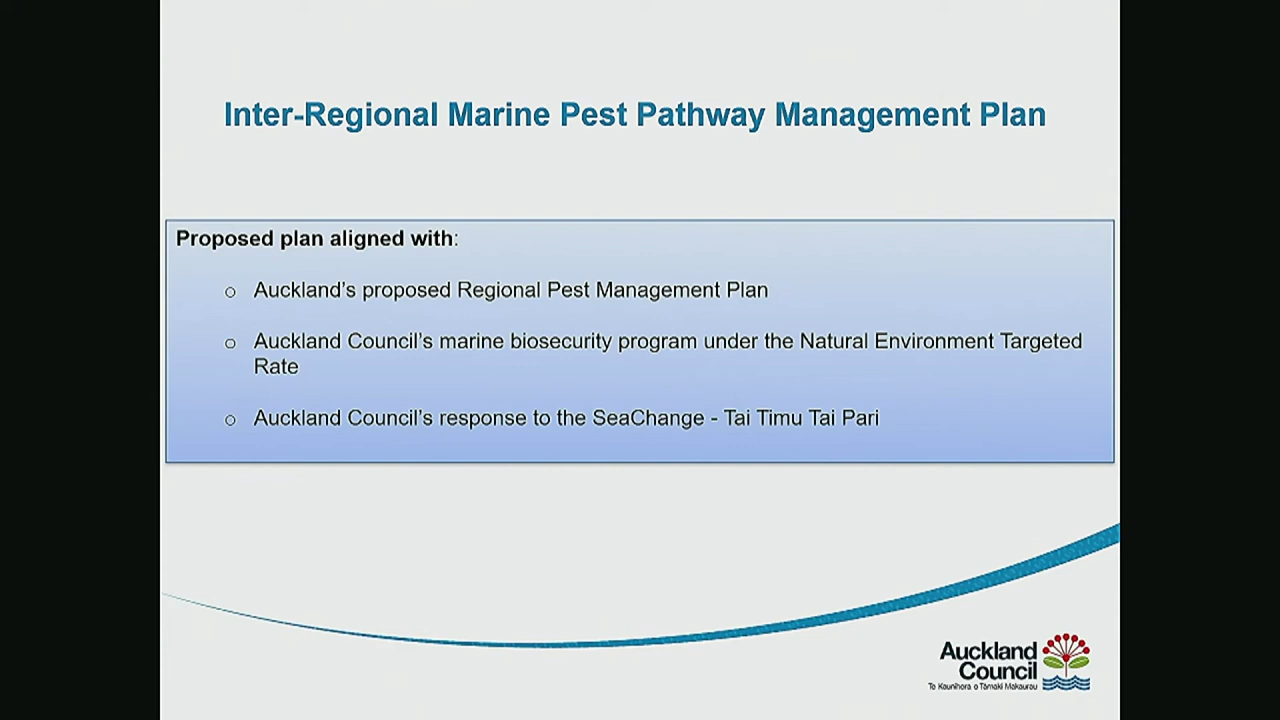 Inter-Regional Marine Pest Pathway Management Plan
Proposed plan aligned with:
o Auckland's proposed Regional Pest Management Plan
o Auckland Council's marine biosecurity program under the Natural Environment Targeted
Rate
o Auckland Council's response to the SeaChange - Tai Timu Tai Pari
Auckland
Council
Te Kaunihera o Tāmaki Makaurau